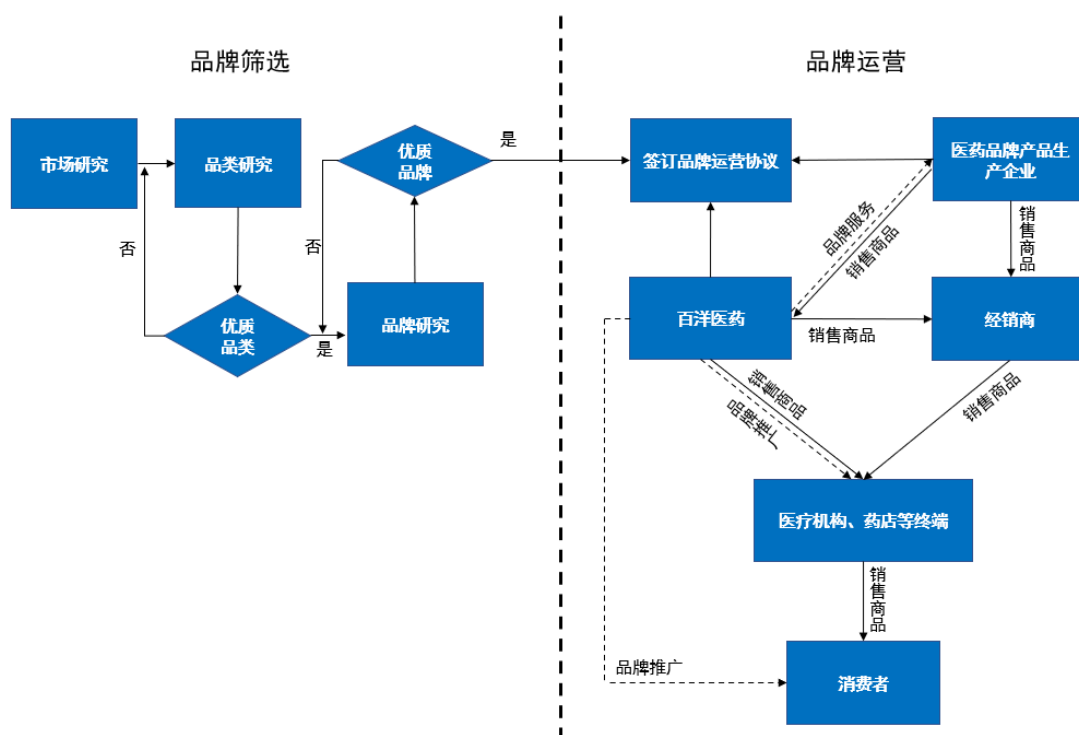 品牌筛选
品牌运营
市场研究
品类研究
优质
品牌
是
签订品牌运营协议
医药品牌产品生
产企业
否
否
品牌服务
销售商品
销售商品
优质
品类
是
品牌研究
百洋医药
销售商品
经销商
销售商品
品牌推广
销售商品
医疗机构、药店等终端
销售商品
品牌推广
消费者